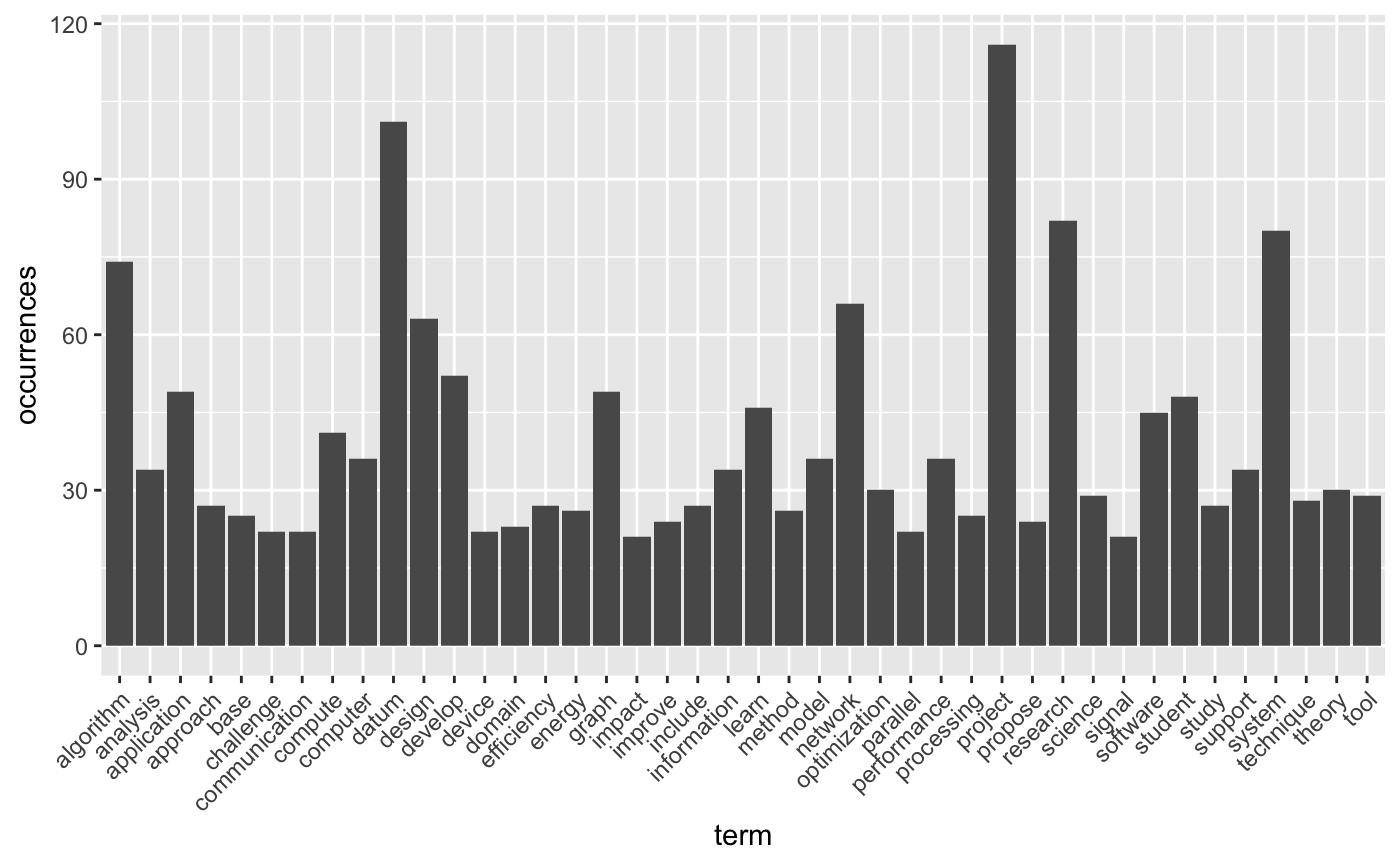 120
90
60
30
0
occurrences
algorithm
analysis
application
approach
base
challenge
communication
compute
computer
datum
design
develop
device
domain
efficiency
energy
graph
impact
improve
include
information
learn
method
model
network
optimization
parallel
performance
processing
project
propose
research
science
signal
software
student
study
support
system
technique
theory
tool
term